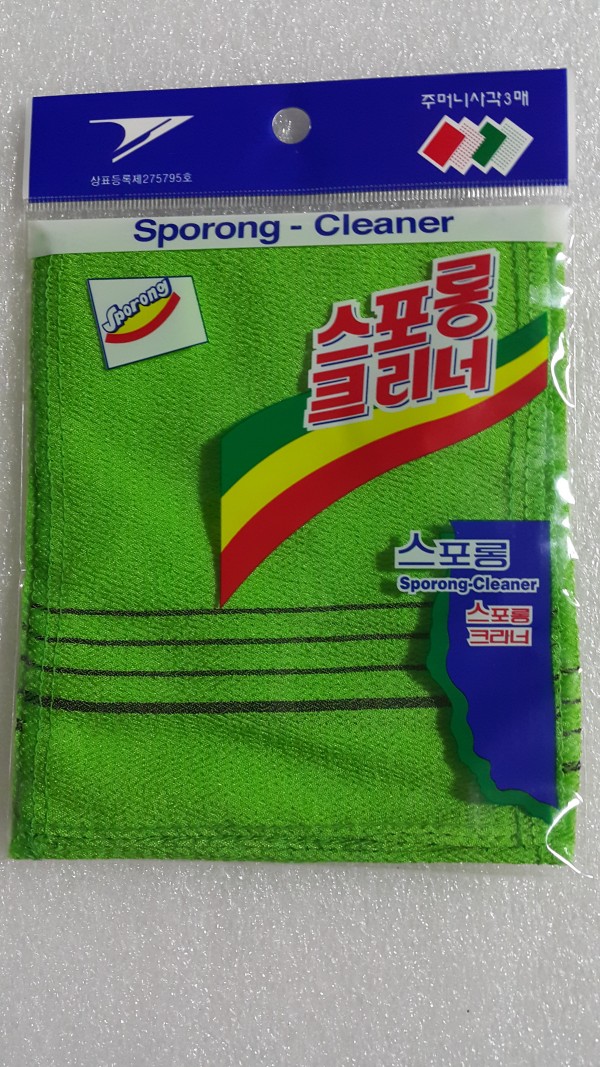 주머니사각3매
상표등록제275795호
Sporong - Cleaner
Sporong
스포롱
크리너
스포롱
Sporong-Cleaner
스포롱
크리너